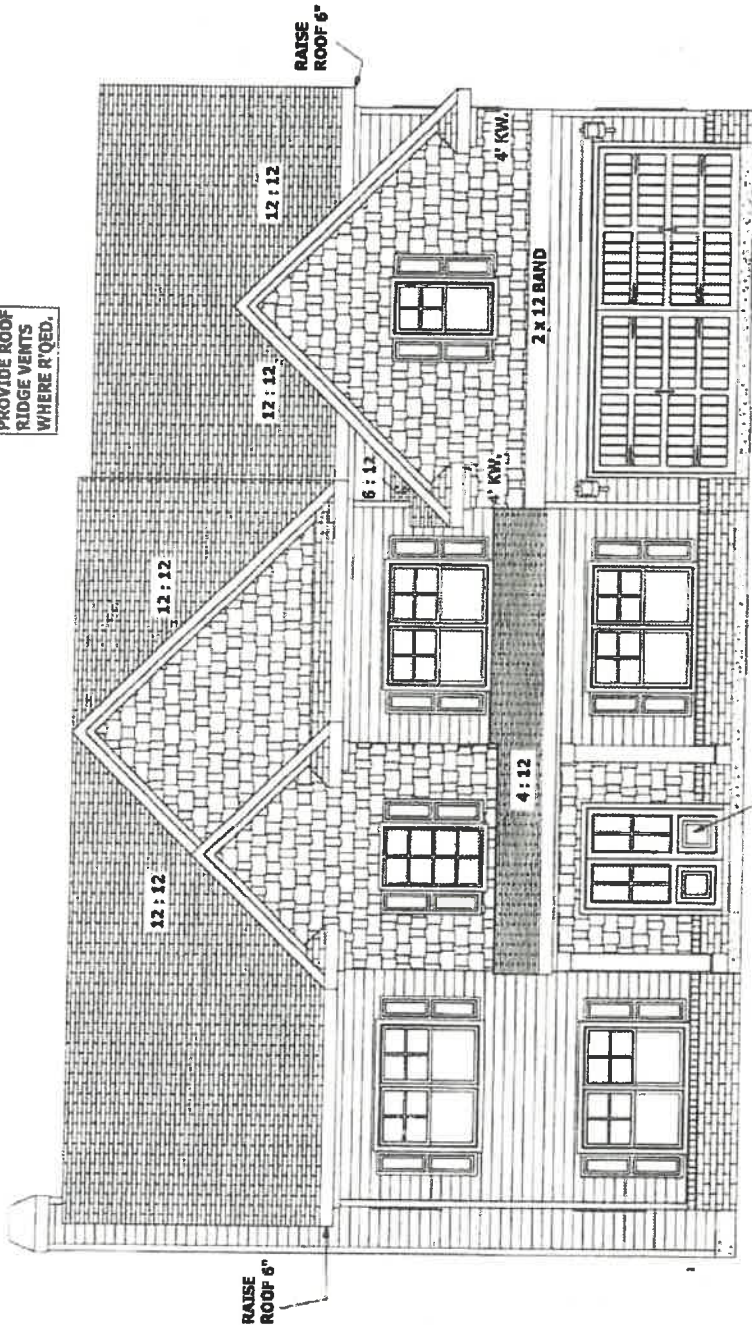 PROVIDE ROOF
RIDGE VENTS
WHERE R'QED.
RAISE
ROOF 6"
12 : 12
12 : 12
12 : 12
12 : 12
6 : 12
4' KW.
4' KW.
2 x 12 BAND
4 : 12
RAISE
ROOF 6"